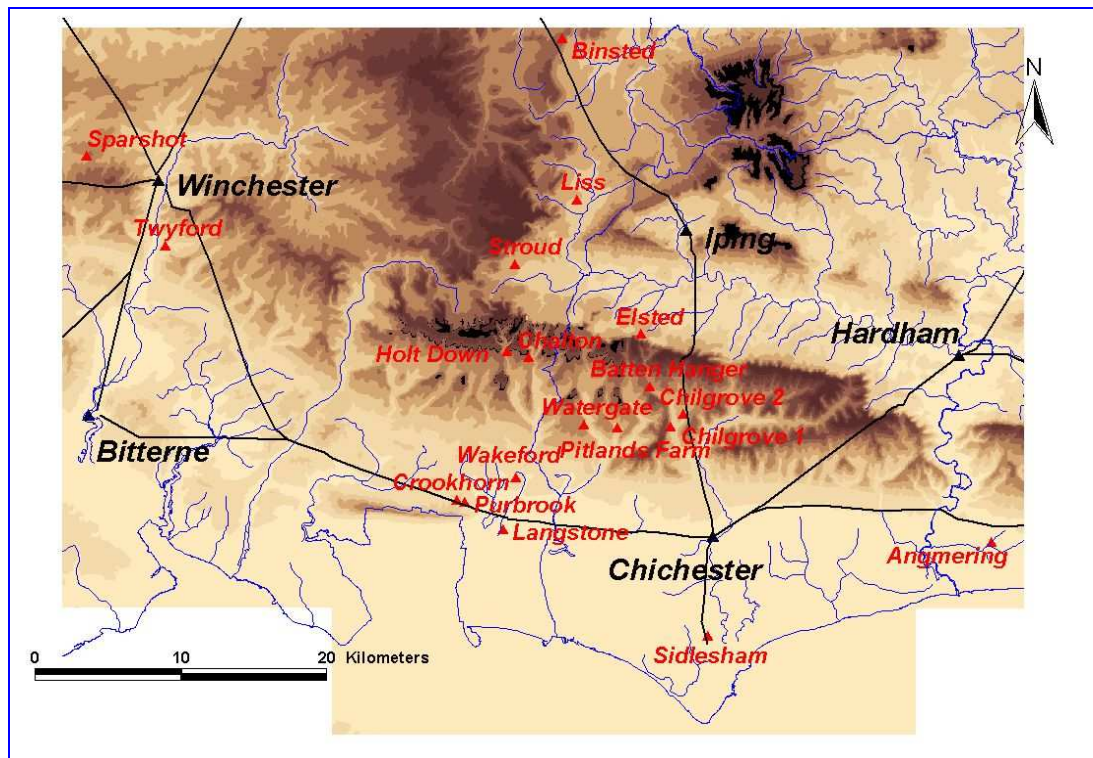 Binsted
N
Sparshot
Winchester
Liss
Twyford
Iping
Stroud
Elsted
Hardham
Holt Down
Chalton
Batten Hanger
Chilgrove 2
Watergate
Chilgrove 1
Bitterne
Pitlands Farm
Wakeford
Crookhorn
Purbrook
Langstone
Angmering
Chichester
Sidlesham
0 10 20 Kilometers